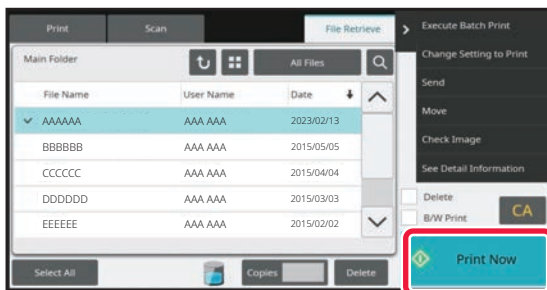 Print Scan File Retrieve
Main Folder All Files
File Name User Name Date
AAAAAA AAA AAA 2023/02/13
BBBBBB AAA AAA 2015/05/05
CCCCCC AAA AAA 2015/04/04
DDDDDD AAA AAA 2015/03/03
EEEEEE AAA AAA 2015/02/02
Select All Copies Delete
Execute Batch Print
Change Setting to Print
Send
Move
Check Image
See Detail Information
Delete
B/W Print
CA
Print Now